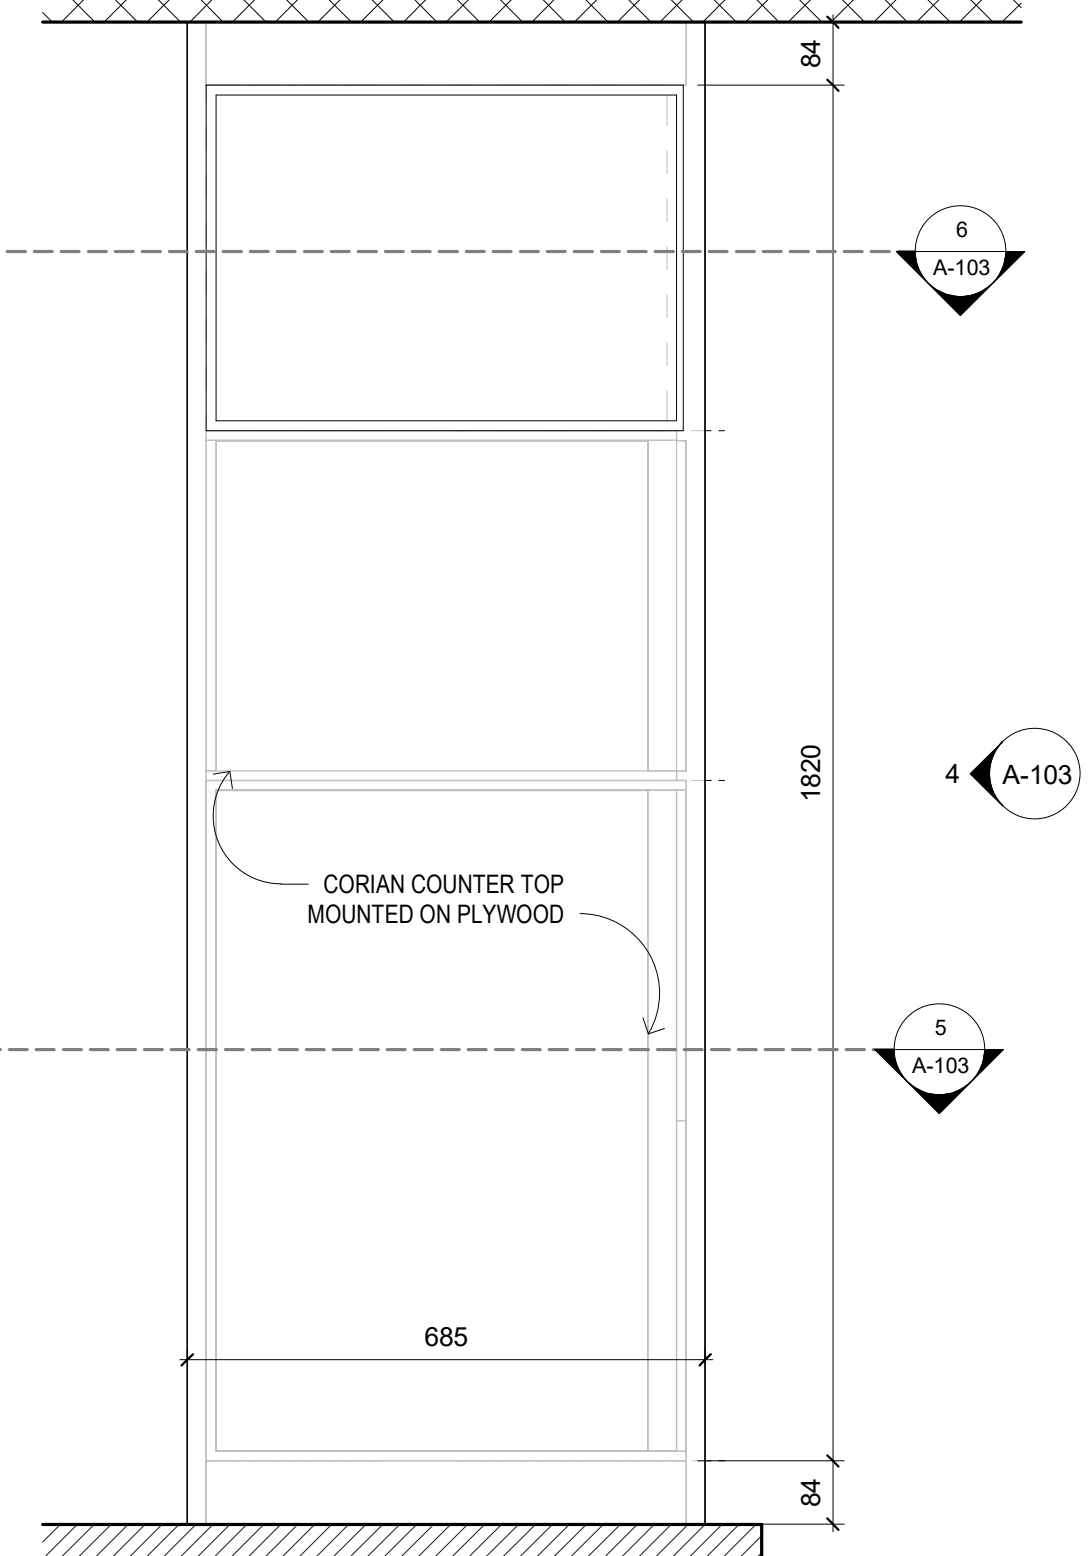 84
6
A-103
1820
4
A-103
CORIAN COUNTER TOP
MOUNTED ON PLYWOOD
5
A-103
685
84